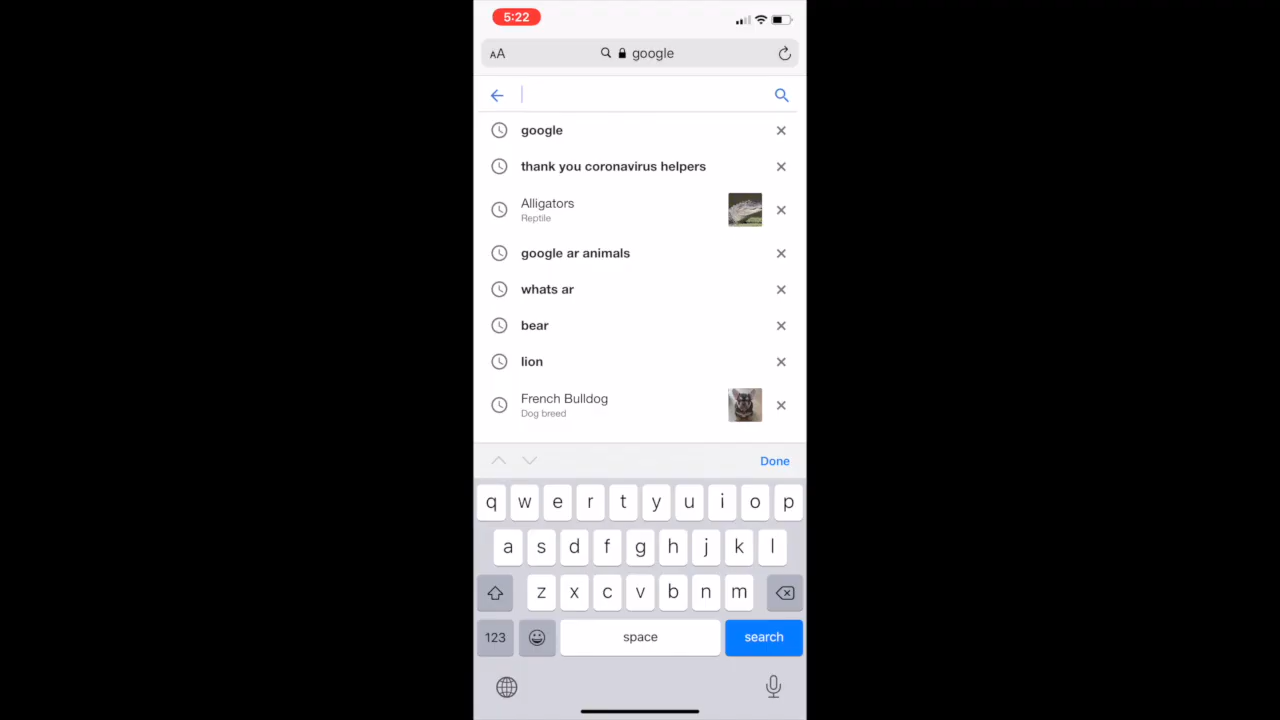 5:22
AA google
google
thank you coronavirus helpers
Alligators
Reptile
google ar animals
whats ar
bear
lion
French Bulldog
Dog breed
Done
q w e r t y u i o p
a s d f g h j k l
z x c v b n m
123 space search